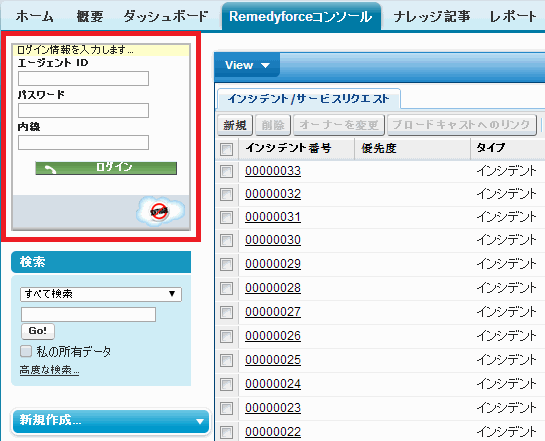 ホーム 概要 ダッシュボード Remedyforceコンソール ナレッジ記事 レポート
ログイン情報を入力します...
エージェント ID
パスワード
内線
ログイン
検索
すべて検索
Go!
私の所有データ
高度な検索...
新規作成...
View
インシデント/サービスリクエスト
新規 削除 オーナーを変更 ブロードキャストへのリンク
インシデント番号 優先度 タイプ
00000033 インシデント
00000032 インシデント
00000031 インシデント
00000030 インシデント
00000029 インシデント
00000028 インシデント
00000027 インシデント
00000026 インシデント
00000025 インシデント
00000024 インシデント
00000023 インシデント
00000022 インシデント